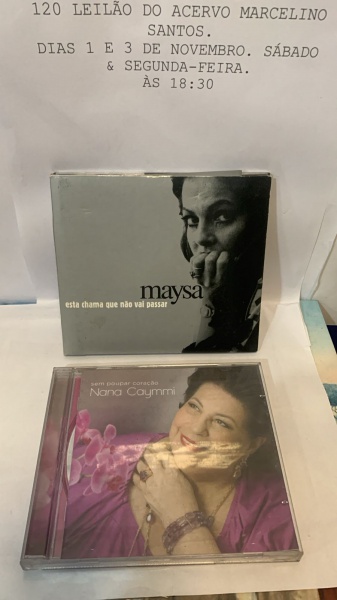 120 LEILÃO DO ACERVO MARCELINO
SANTOS.
DIAS 1 E 3 DE NOVEMBRO. SÁBADO
& SEGUNDA-FEIRA.
ÀS 18:30
maysa
esta chama que não vai passar
sem poupar coração
Nana Caymmi